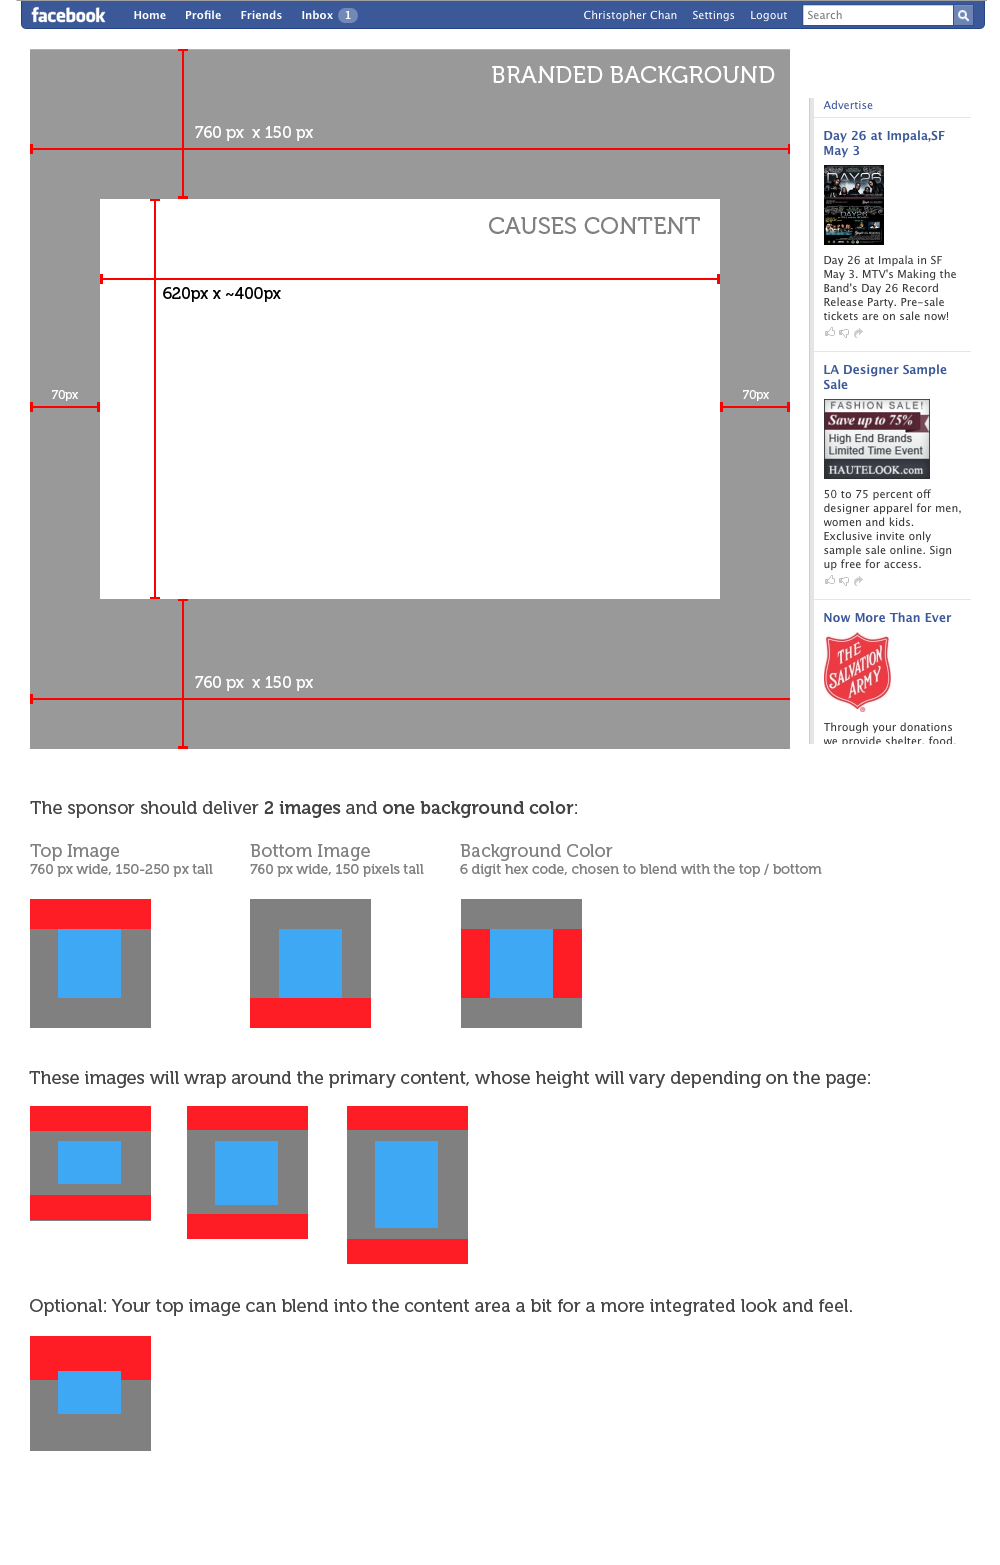 facebook Home Profile Friends Inbox 1 Christopher Chan Settings Logout Search
BRANDED BACKGROUND
760 px x 150 px
CAUSES CONTENT
620px x ~400px
70px
70px
760 px x 150 px
Advertise
Day 26 at Impala,SF
May 3
DAY26
DAY26
Day 26 at Impala in SF
May 3. MTV's Making the
Band's Day 26 Record
Release Party. Pre-sale
tickets are on sale now!
LA Designer Sample
Sale
FASHION SALE!
Save up to 75%
High End Brands
Limited Time Event
HAUTELOOK.com
50 to 75 percent off
designer apparel for men,
women and kids.
Exclusive invite only
sample sale online. Sign
up free for access.
Now More Than Ever
THE
SALVATION
ARMY
Through your donations
we provide shelter, food,
The sponsor should deliver 2 images and one background color:
Top Image
760 px wide, 150-250 px tall
Bottom Image
760 px wide, 150 pixels tall
Background Color
6 digit hex code, chosen to blend with the top / bottom
These images will wrap around the primary content, whose height will vary depending on the page:
Optional: Your top image can blend into the content area a bit for a more integrated look and feel.